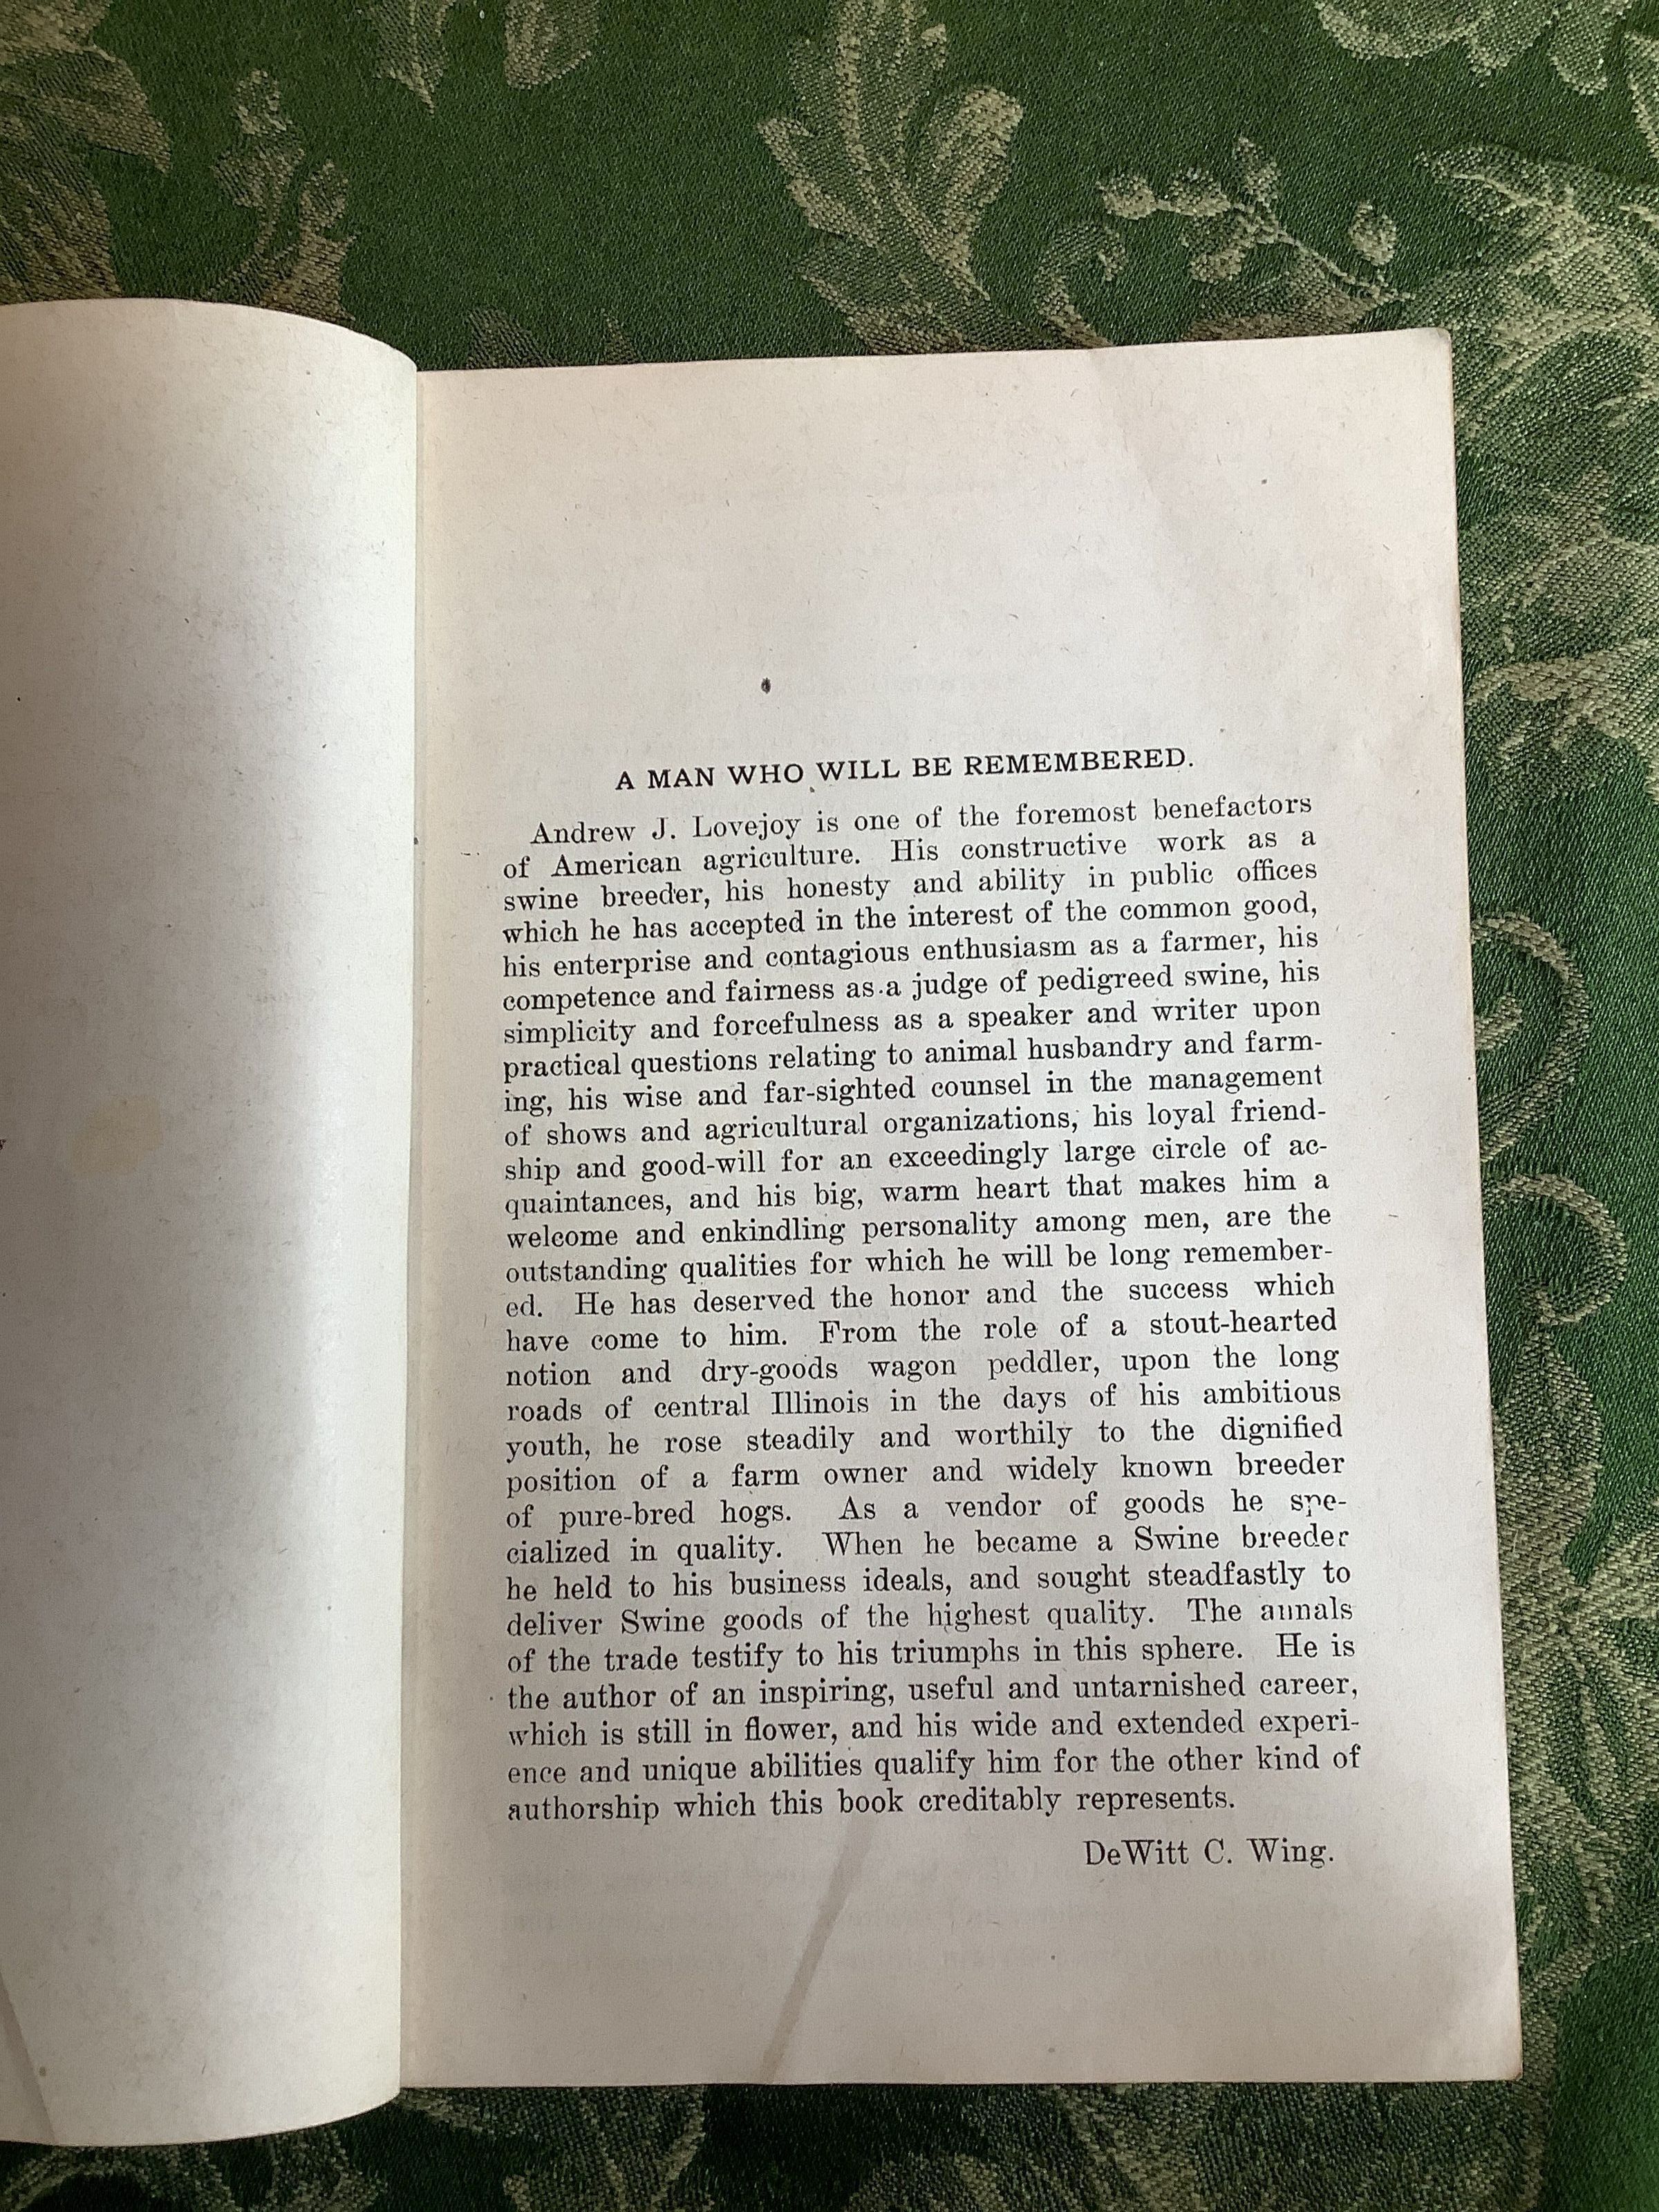 A MAN WHO WILL BE REMEMBERED.
Andrew J. Lovejoy is one of the foremost benefactors
of American agriculture. His constructive work as a
swine breeder, his honesty and ability in public offices
which he has accepted in the interest of the common good,
his enterprise and contagious enthusiasm as a farmer, his
competence and fairness as a judge of pedigreed swine, his
simplicity and forcefulness as a speaker and writer upon
practical questions relating to animal husbandry and farm-
ing, his wise and far-sighted counsel in the management
of shows and agricultural organizations, his loyal friend-
ship and good-will for an exceedingly large circle of ac-
quaintances, and his big, warm heart that makes him a
welcome and enkindling personality among men, are the
outstanding qualities for which he will be long remember-
ed. He has deserved the honor and the success which
have come to him. From the role of a stout-hearted
notion and dry-goods wagon peddler, upon the long
roads of central Illinois in the days of his ambitious
youth, he rose steadily and worthily to the dignified
position of a farm owner and widely known breeder
of pure-bred hogs. As a vendor of goods he spe-
cialized in quality. When he became a Swine breeder
he held to his business ideals, and sought steadfastly to
deliver Swine goods of the highest quality. The annals
of the trade testify to his triumphs in this sphere. He is
the author of an inspiring, useful and untarnished career,
which is still in flower, and his wide and extended experi-
ence and unique abilities qualify him for the other kind of
authorship which this book creditably represents.
DeWitt C. Wing.